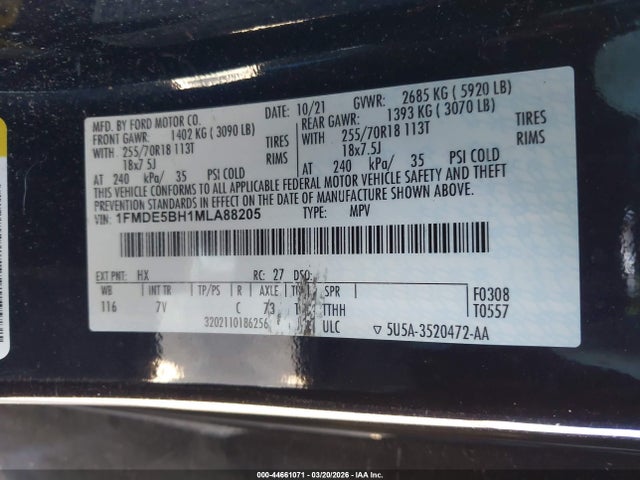 MFD. BY FORD MOTOR CO. DATE: 10/21 GVWR: 2685 KG ( 5920 LB)
FRONT GAWR: 1402 KG ( 3090 LB) REAR GAWR: 1393 KG ( 3070 LB)
WITH 255/70R18 113T TIRES WITH 255/70R18 113T TIRES
18x7.5J RIMS 18x7.5J RIMS
AT 240 kPa/ 35 PSI COLD AT 240 kPa/ 35 PSI COLD
THIS VEHICLE CONFORMS TO ALL APPLICABLE FEDERAL MOTOR VEHICLE SAFETY AND THEFT
PREVENTION STANDARDS IN EFFECT ON THE DATE OF MANUFACTURE SHOWN ABOVE.
VIN: 1FMDE5BH1MLA88205 TYPE: MPV
EXT PNT: HX RC: 27 DSO:
WB INT TR TP/PS R AXLE SPR F0308
116 7V C 73 TTHH T0557
3202110186256 ULC ▽ 5U5A-3520472-AA
000-44661071 | 03/20/2026 | IAA Inc.